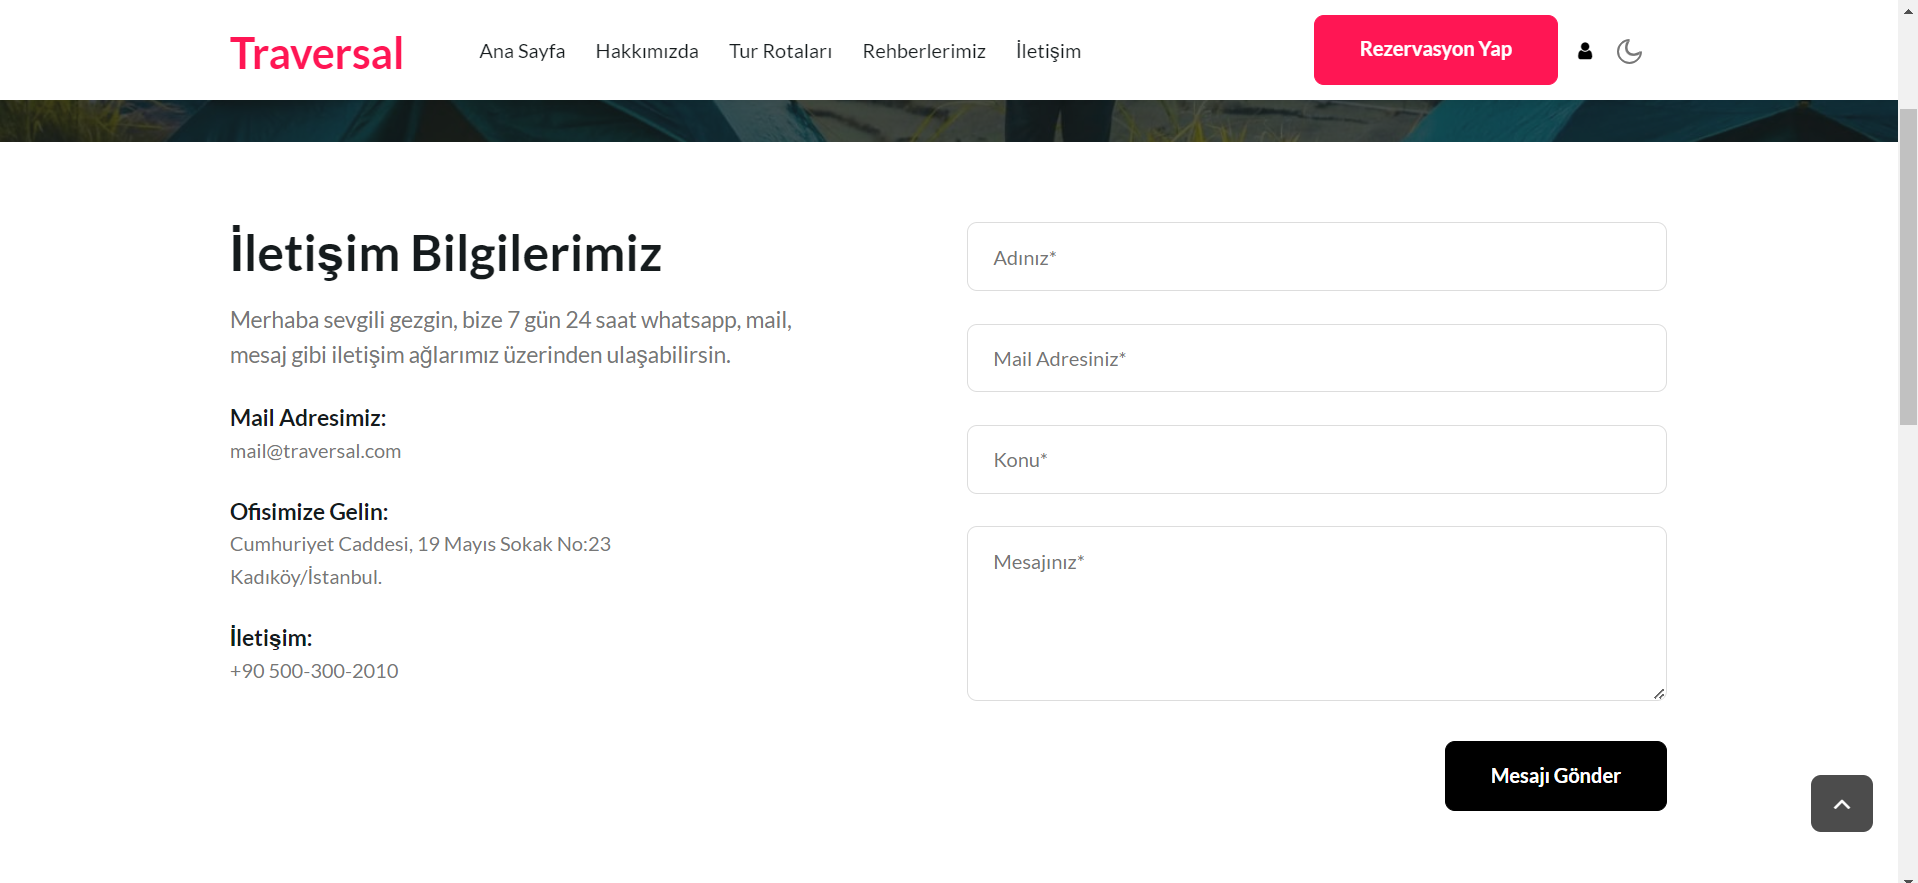 Traversal
Ana Sayfa
Hakkımızda
Tur Rotaları
Rehberlerimiz
İletişim
Rezervasyon Yap
İletişim Bilgilerimiz
Merhaba sevgili gezgin, bize 7 gün 24 saat whatsapp, mail,
mesaj gibi iletişim ağlarımız üzerinden ulaşabilirsin.
Mail Adresimiz:
mail@traversal.com
Ofisimize Gelin:
Cumhuriyet Caddesi, 19 Mayıs Sokak No:23
Kadıköy/İstanbul.
İletişim:
+90 500-300-2010
Adınız*
Mail Adresiniz*
Konu*
Mesajınız*
Mesajı Gönder